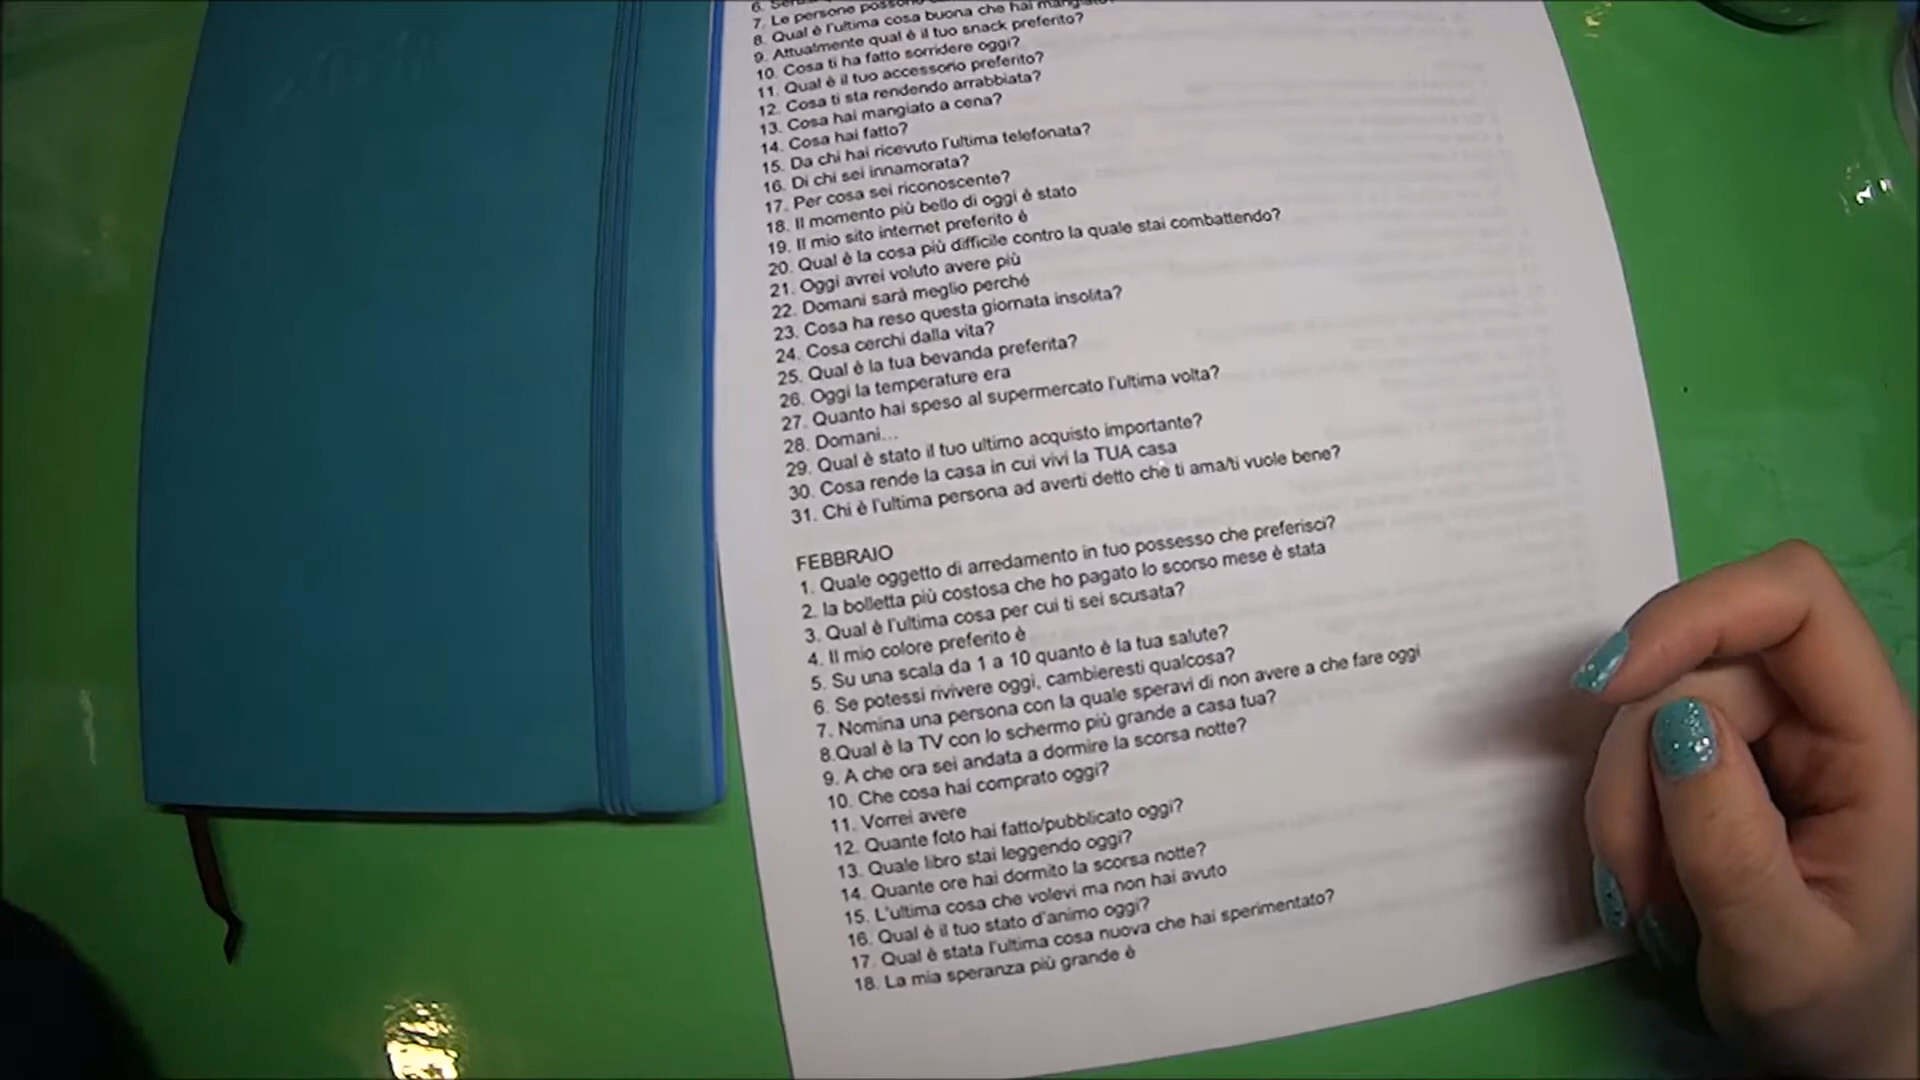 7. Le persone
8. Qual è l'ultima cosa buona che hai mangiato?
9. Attualmente qual è il tuo snack preferito?
10. Cosa ti ha fatto sorridere oggi?
11. Qual è il tuo accessorio preferito?
12. Cosa ti sta rendendo arrabbiata?
13. Cosa hai mangiato a cena?
14. Cosa hai fatto?
15. Da chi hai ricevuto l'ultima telefonata?
16. Di chi sei innamorata?
17. Per cosa sei riconoscente?
18. Il momento più bello di oggi è stato
19. Il mio sito internet preferito è
20. Qual è la cosa più difficile contro la quale stai combattendo?
21. Oggi avrei voluto avere più
22. Domani sarà meglio perché
23. Cosa ha reso questa giornata insolita?
24. Cosa cerchi dalla vita?
25. Qual è la tua bevanda preferita?
26. Oggi la temperature era
27. Quanto hai speso al supermercato l'ultima volta?
28. Domani...
29. Qual è stato il tuo ultimo acquisto importante?
30. Cosa rende la casa in cui vivi la TUA casa
31. Chi è l'ultima persona ad averti detto che ti ama/ti vuole bene?
FEBBRAIO
1. Quale oggetto di arredamento in tuo possesso che preferisci?
2. la bolletta più costosa che ho pagato lo scorso mese è stata
3. Qual è l'ultima cosa per cui ti sei scusata?
4. Il mio colore preferito è
5. Su una scala da 1 a 10 quanto è la tua salute?
6. Se potessi rivivere oggi, cambieresti qualcosa?
7. Nomina una persona con la quale speravi di non avere a che fare oggi
8.Qual è la TV con lo schermo più grande a casa tua?
9. A che ora sei andata a dormire la scorsa notte?
10. Che cosa hai comprato oggi?
11. Vorrei avere
12. Quante foto hai fatto/pubblicato oggi?
13. Quale libro stai leggendo oggi?
14. Quante ore hai dormito la scorsa notte?
15. L'ultima cosa che volevi ma non hai avuto
16. Qual è il tuo stato d'animo oggi?
17. Qual è stata l'ultima cosa nuova che hai sperimentato?
18. La mia speranza più grande è